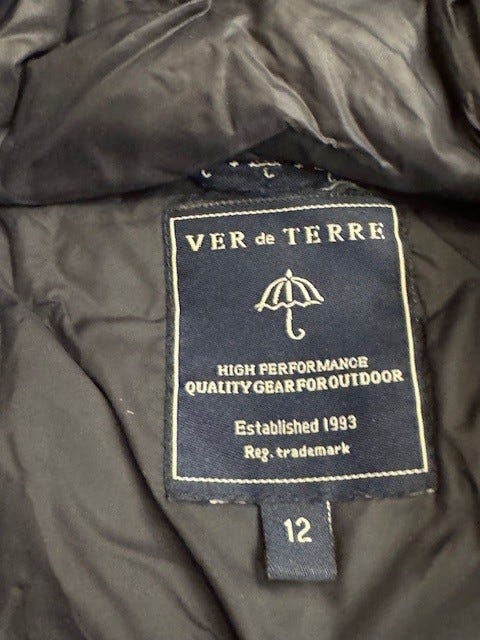 VER de TERRE
HIGH PERFORMANCE
QUALITY GEAR FOR OUTDOOR
Established 1993
Reg. trademark
12